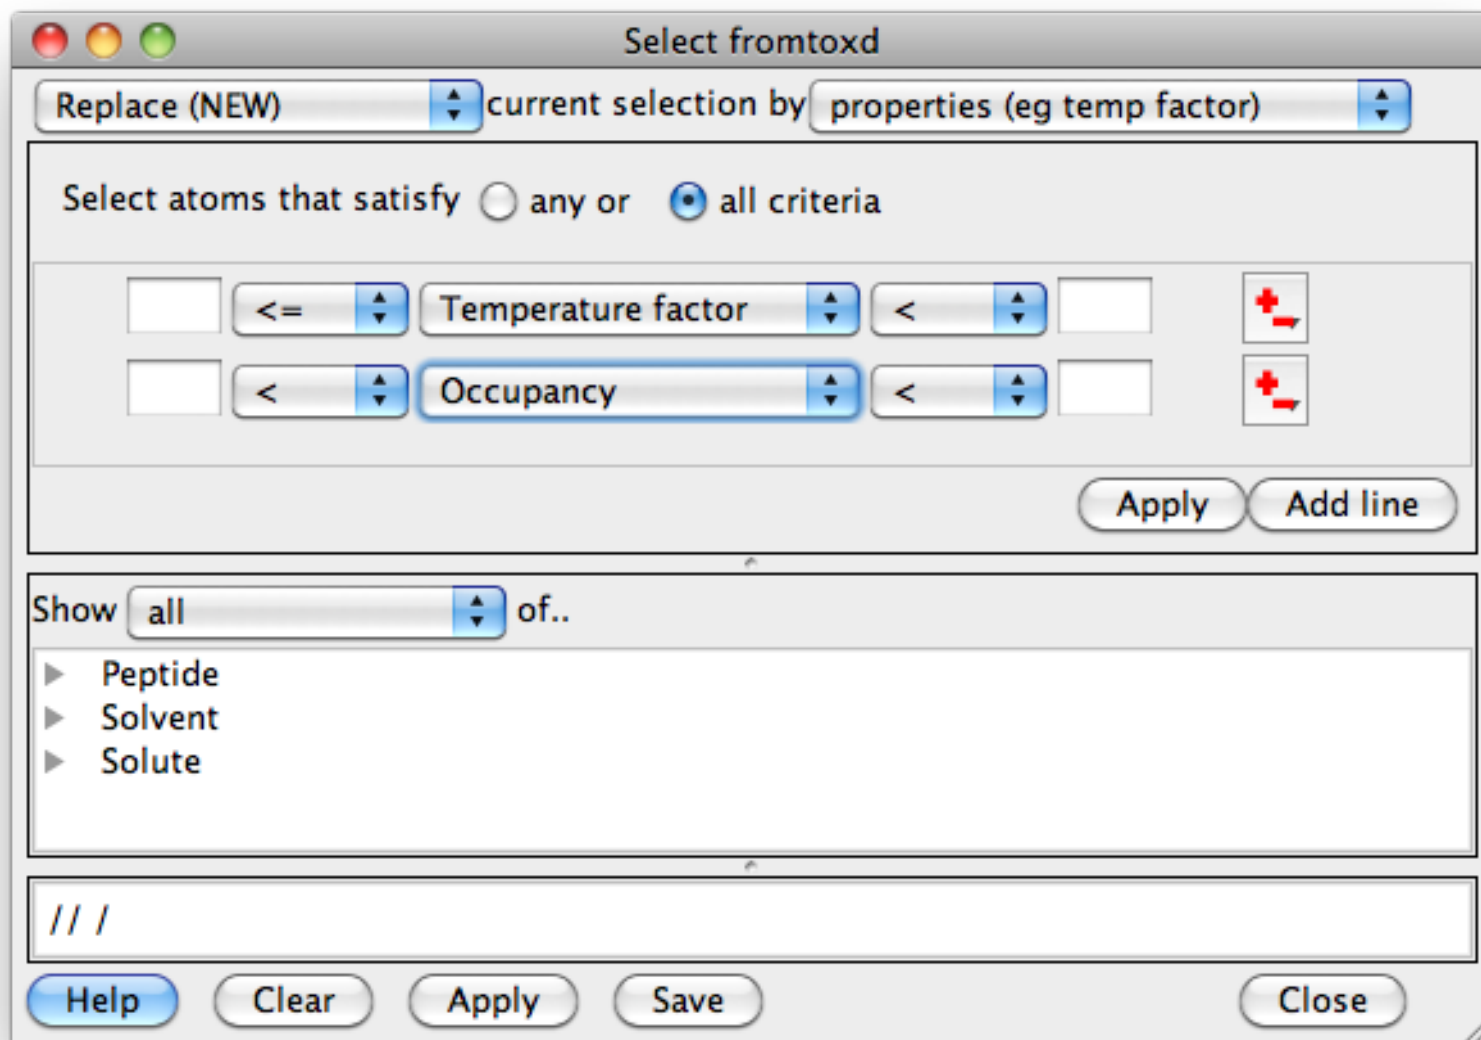 Select fromtoxd
Replace (NEW) current selection by properties (eg temp factor)
Select atoms that satisfy any or all criteria
<= Temperature factor <
< Occupancy <
Apply Add line
Show all of..
Peptide
Solvent
Solute
// /
Help Clear Apply Save Close